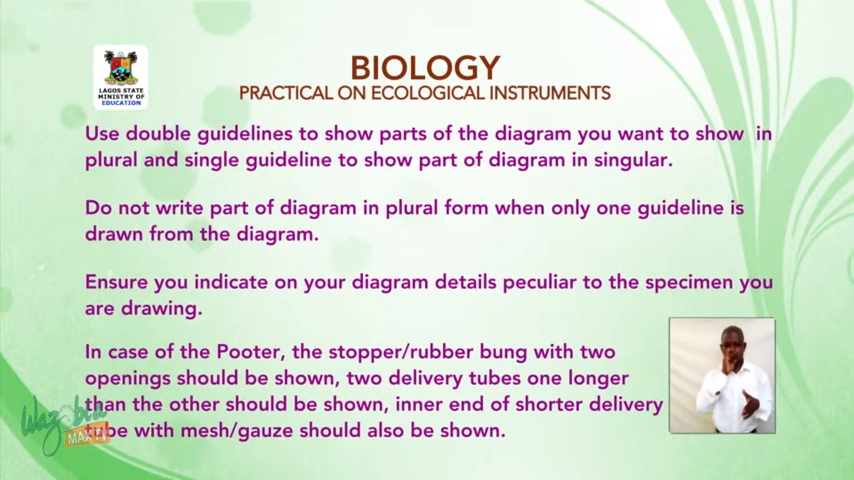 LAGOS STATE
MINISTRY OF
EDUCATION
BIOLOGY
PRACTICAL ON ECOLOGICAL INSTRUMENTS
Use double guidelines to show parts of the diagram you want to show in
plural and single guideline to show part of diagram in singular.
Do not write part of diagram in plural form when only one guideline is
drawn from the diagram.
Ensure you indicate on your diagram details peculiar to the specimen you
are drawing.
In case of the Pooter, the stopper/rubber bung with two
openings should be shown, two delivery tubes one longer
than the other should be shown, inner end of shorter delivery
tube with mesh/gauze should also be shown.
Wazobia
MAX TV